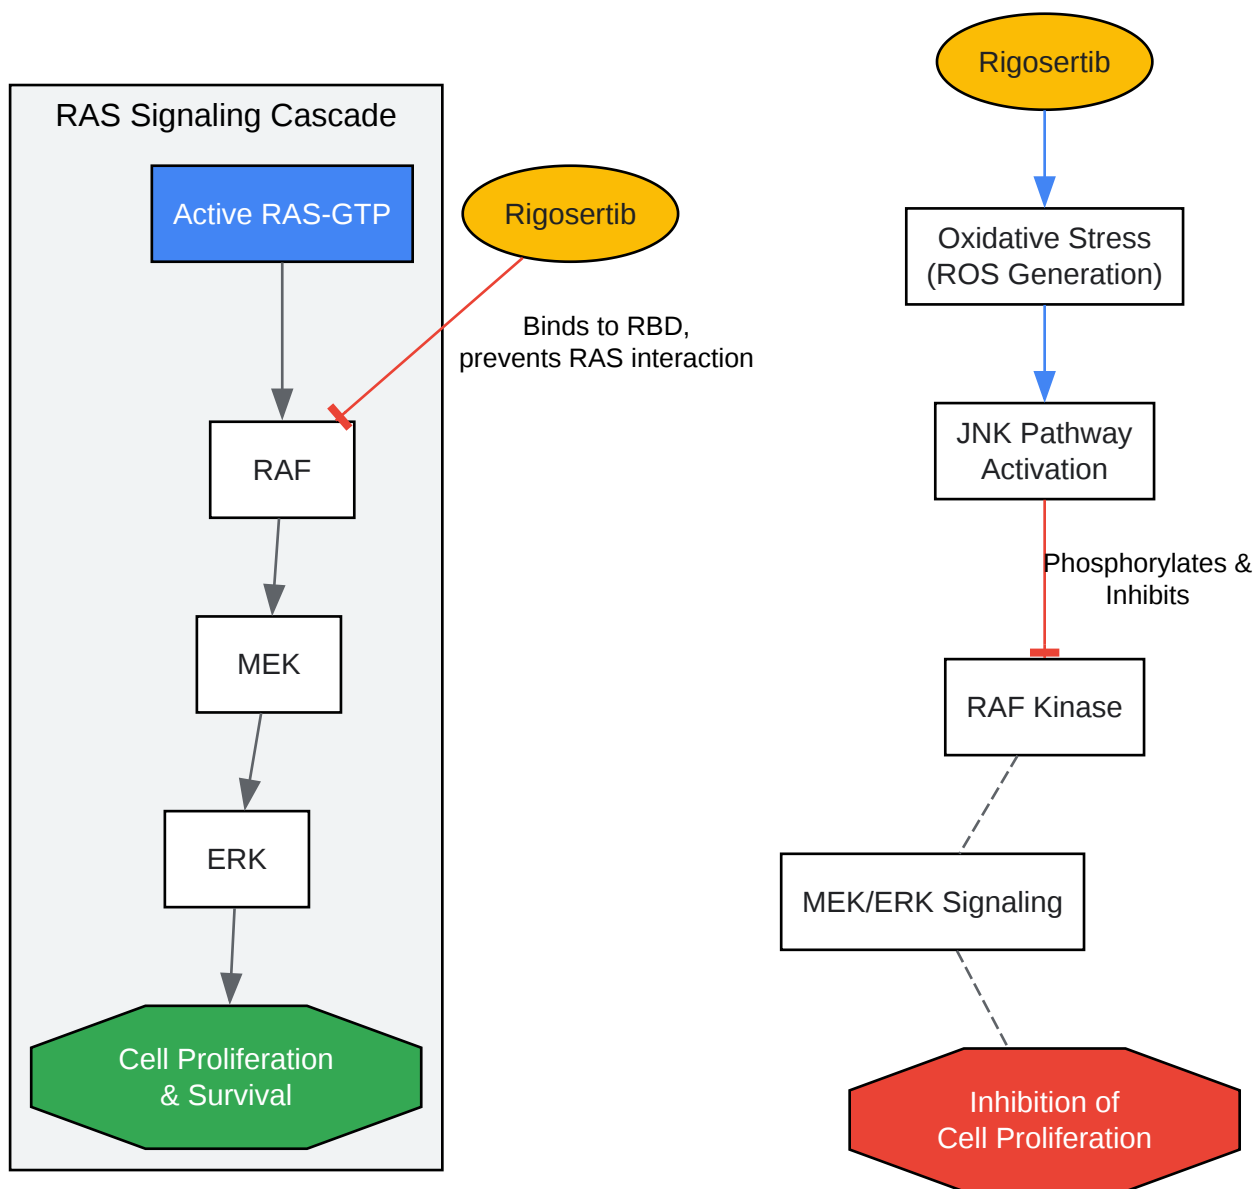 RAS Signaling Cascade
Active RAS-GTP
Rigosertib
Binds to RBD,
prevents RAS interaction
RAF
MEK
ERK
Cell Proliferation
& Survival
Rigosertib
Oxidative Stress
(ROS Generation)
JNK Pathway
Activation
Phosphorylates &
Inhibits
RAF Kinase
MEK/ERK Signaling
Inhibition of
Cell Proliferation